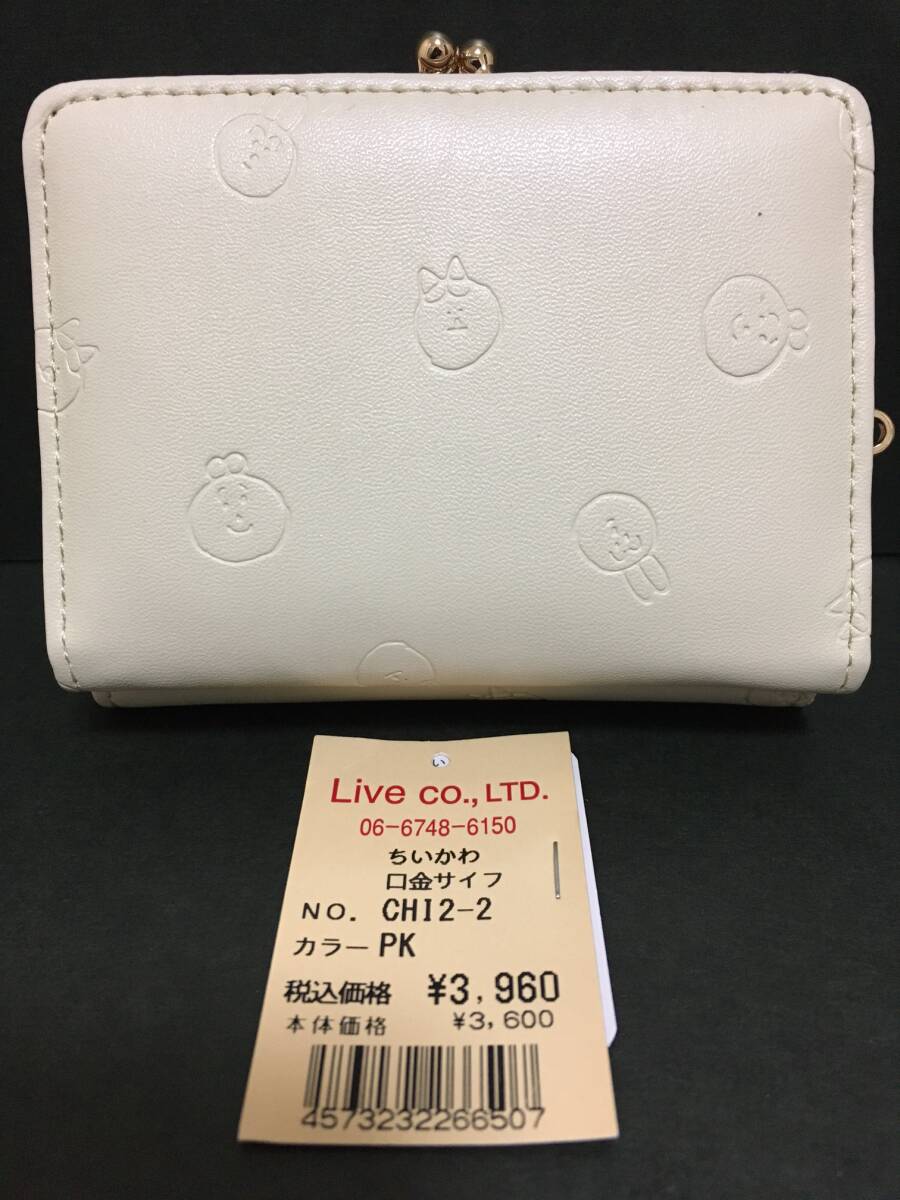 い
Live co., LTD.
06-6748-6150
ちいかわ
口金サイフ
NO. CHI2-2
カラー PK
税込価格 ¥3,960
本体価格 ¥3,600
4573232266507